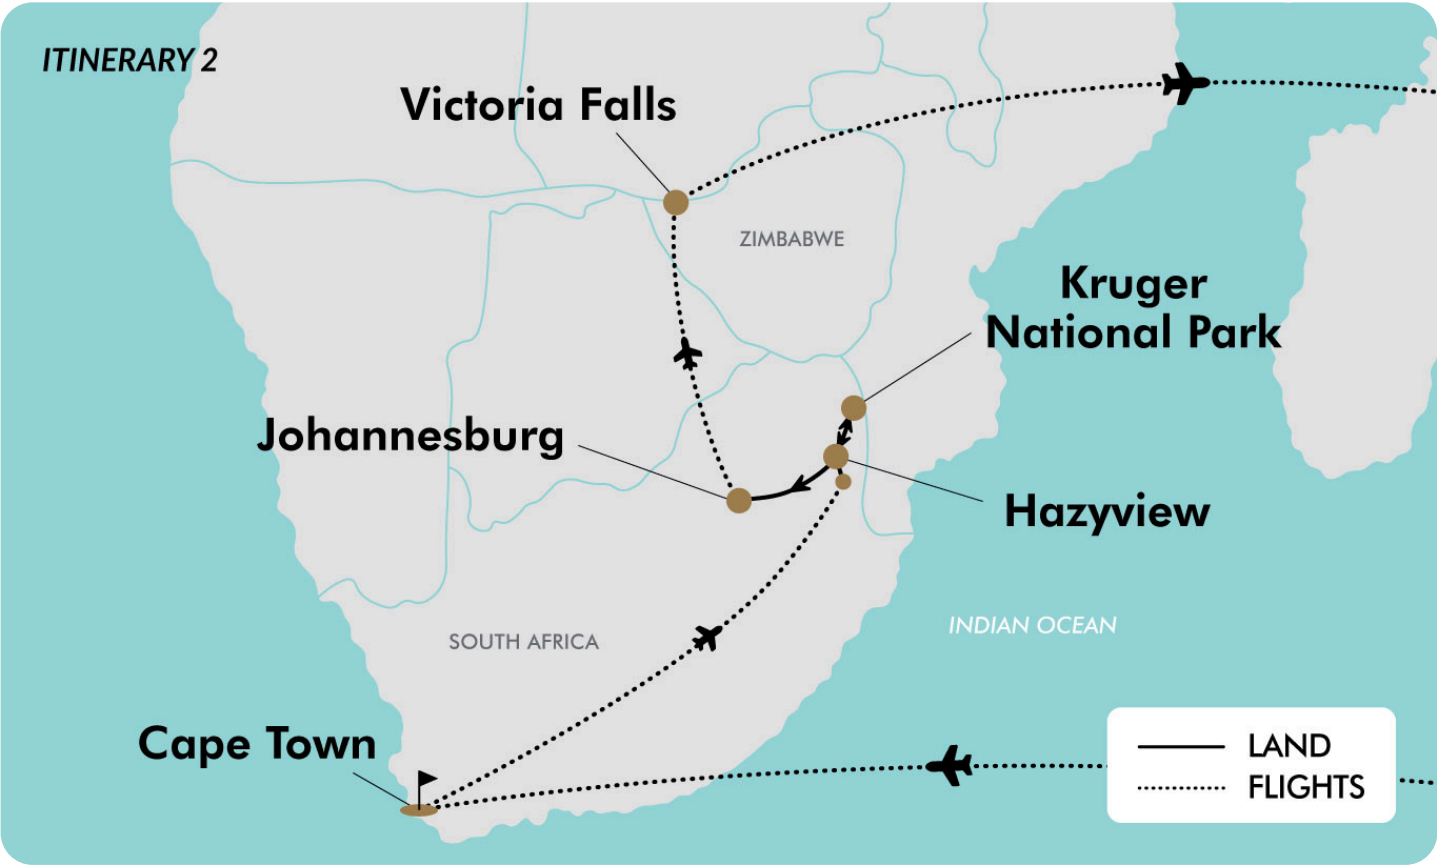 ITINERARY 2
Victoria Falls
ZIMBABWE
Kruger
National Park
Johannesburg
Hazyview
INDIAN OCEAN
SOUTH AFRICA
Cape Town
LAND
FLIGHTS